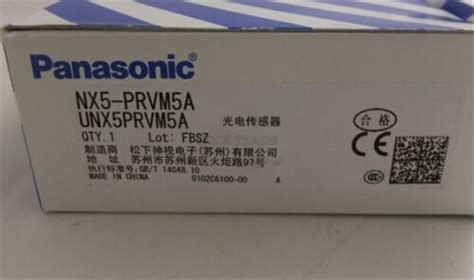 Panasonic
NX5-PRVM5A
UNX5PRVM5A
光电传感器
QTY.1 Lot: FBSZ
合格
制造商 松下神视电子(苏州)有限公司
地址 苏州市苏州新区火炬路97号
执行标准号:GB/T 14048.10
MADE IN CHINA 0102C6100-00 A